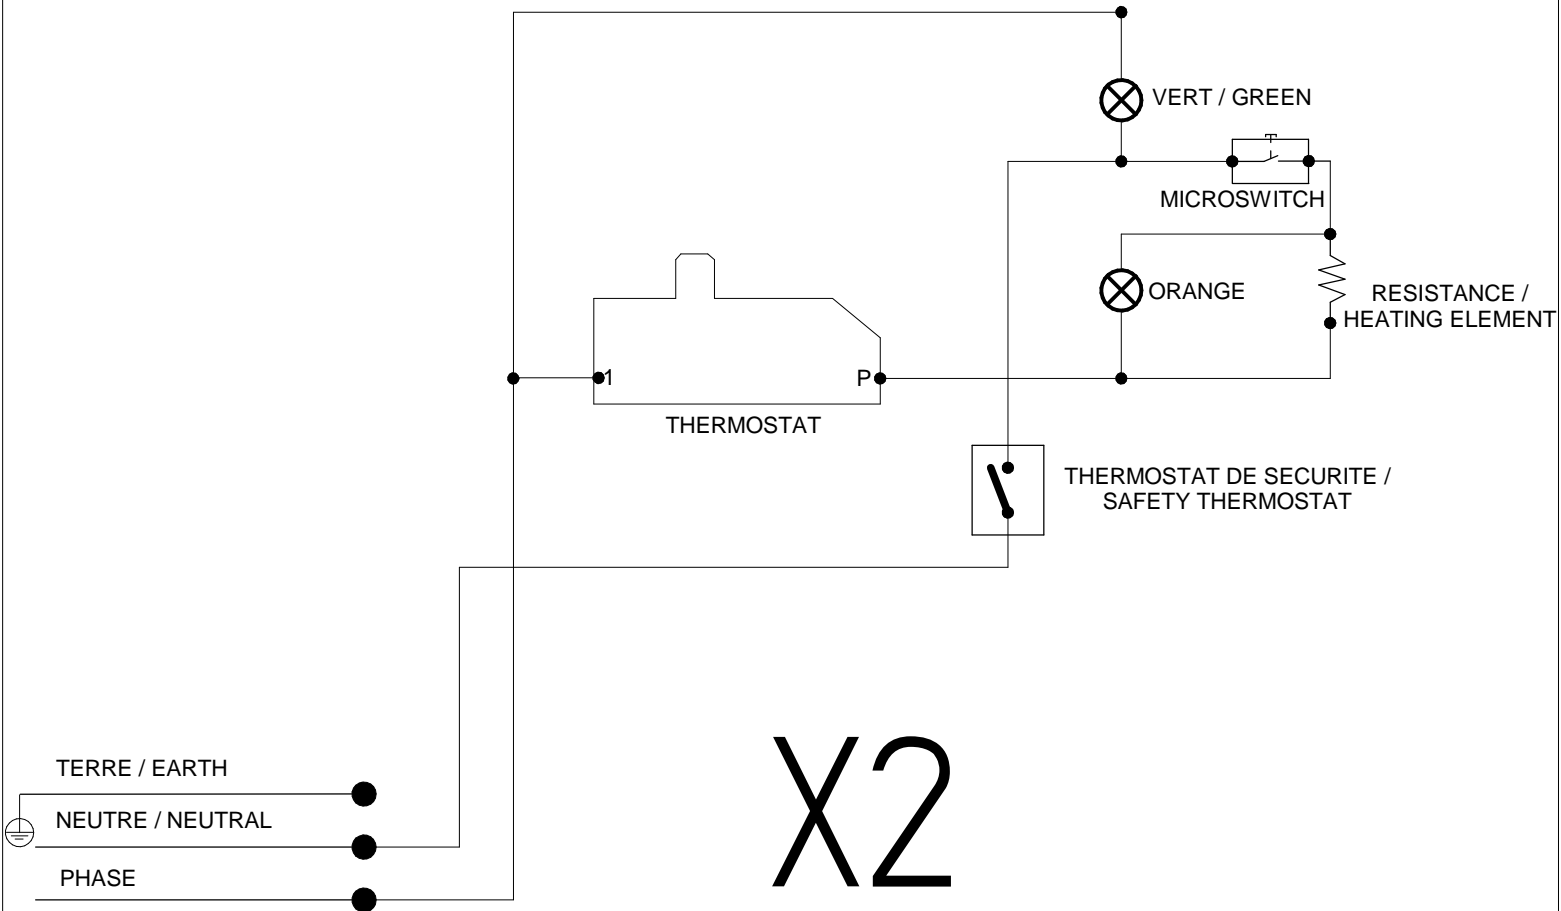 VERT / GREEN
MICROSWITCH
ORANGE
RESISTANCE /
HEATING ELEMENT
1
P
THERMOSTAT
THERMOSTAT DE SECURITE /
SAFETY THERMOSTAT
X2
TERRE / EARTH
NEUTRE / NEUTRAL
PHASE